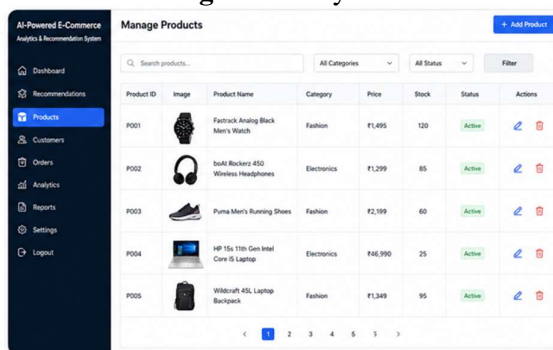 AI-Powered E-Commerce
Analytics & Recommendation System
Dashboard
Recommendations
Products
Customers
Orders
Analytics
Reports
Settings
Logout
Manage Products
+ Add Product
Search products...
All Categories
All Status
Filter
Product ID Image Product Name Category Price Stock Status Actions
P001 Fastrack Analog Black Men's Watch Fashion ₹1,495 120 Active
P002 boAt Rockerz 450 Wireless Headphones Electronics ₹1,299 85 Active
P003 Puma Men's Running Shoes Fashion ₹2,199 60 Active
P004 HP 15s 11th Gen Intel Core i5 Laptop Electronics ₹46,990 25 Active
P005 Wildcraft 45L Laptop Backpack Fashion ₹1,349 95 Active
< 1 2 3 4 5 >